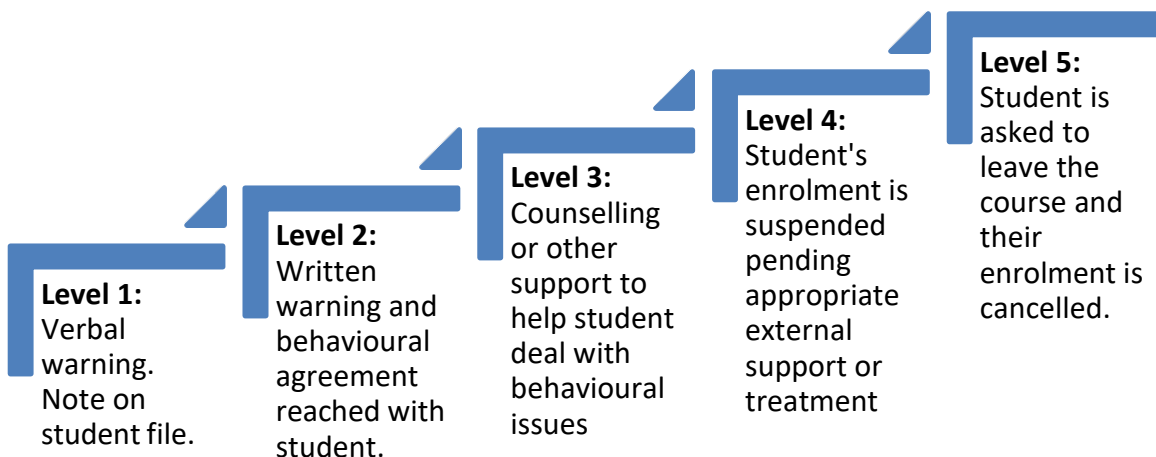 Level 1:
Verbal
warning.
Note on
student file.
Level 2:
Written
warning and
behavioural
agreement
reached with
student.
Level 3:
Counselling
or other
support to
help student
deal with
behavioural
issues
Level 4:
Student's
enrolment is
suspended
pending
appropriate
external
support or
treatment
Level 5:
Student is
asked to
leave the
course and
their
enrolment is
cancelled.